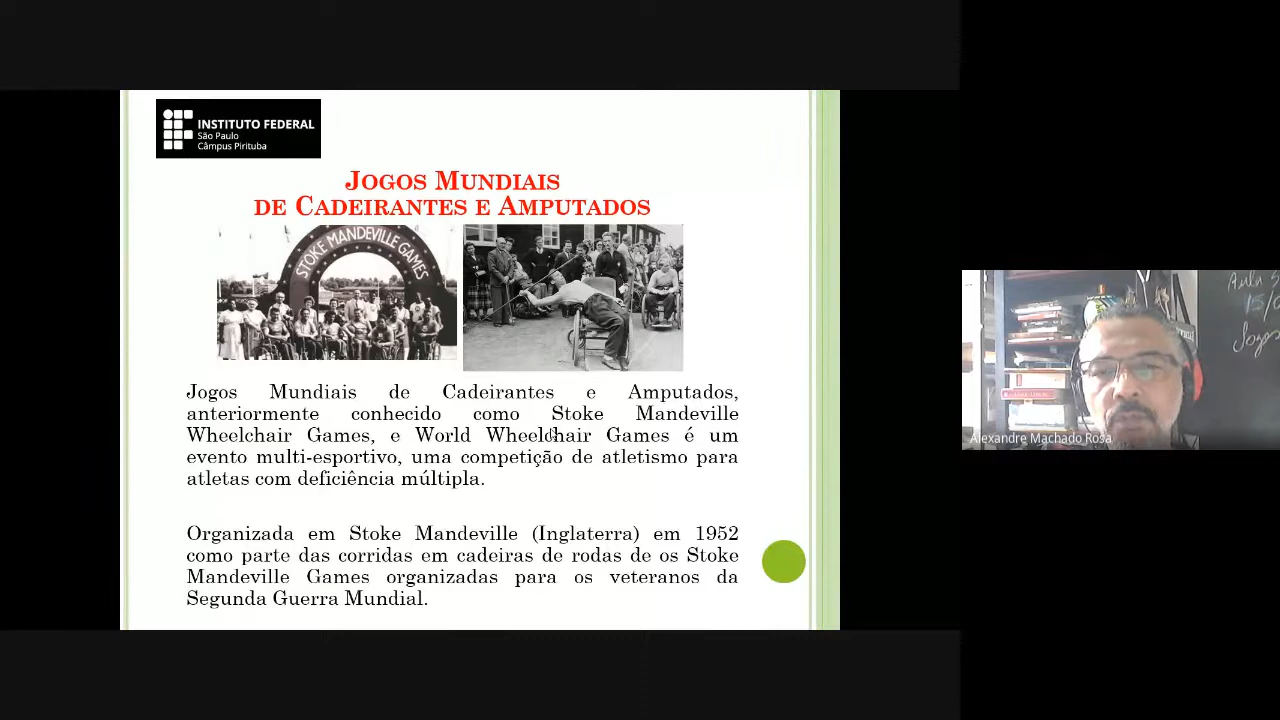 INSTITUTO FEDERAL
São Paulo
Câmpus Pirituba
JOGOS MUNDIAIS
DE CADEIRANTES E AMPUTADOS
STOKE MANDEVILLE GAMES
Jogos Mundiais de Cadeirantes e Amputados,
anteriormente conhecido como Stoke Mandeville
Wheelchair Games, e World Wheelchair Games é um
evento multi-esportivo, uma competição de atletismo para
atletas com deficiência múltipla.
Organizada em Stoke Mandeville (Inglaterra) em 1952
como parte das corridas em cadeiras de rodas de os Stoke
Mandeville Games organizadas para os veteranos da
Segunda Guerra Mundial.
Aula
15/
Jogos
Alexandre Machado Rosa